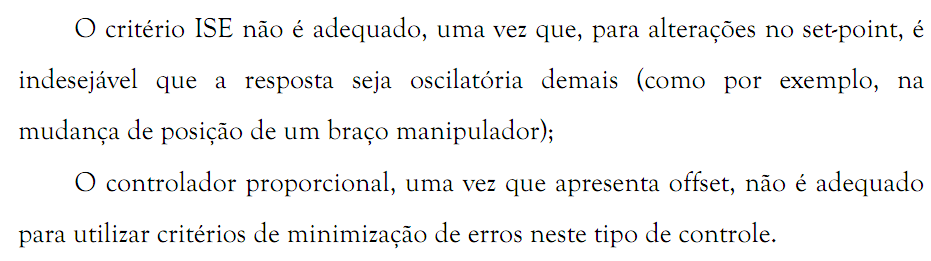 O critério ISE não é adequado, uma vez que, para alterações no set-point, é
indesejável que a resposta seja oscilatória demais (como por exemplo, na
mudança de posição de um braço manipulador);
O controlador proporcional, uma vez que apresenta offset, não é adequado
para utilizar critérios de minimização de erros neste tipo de controle.